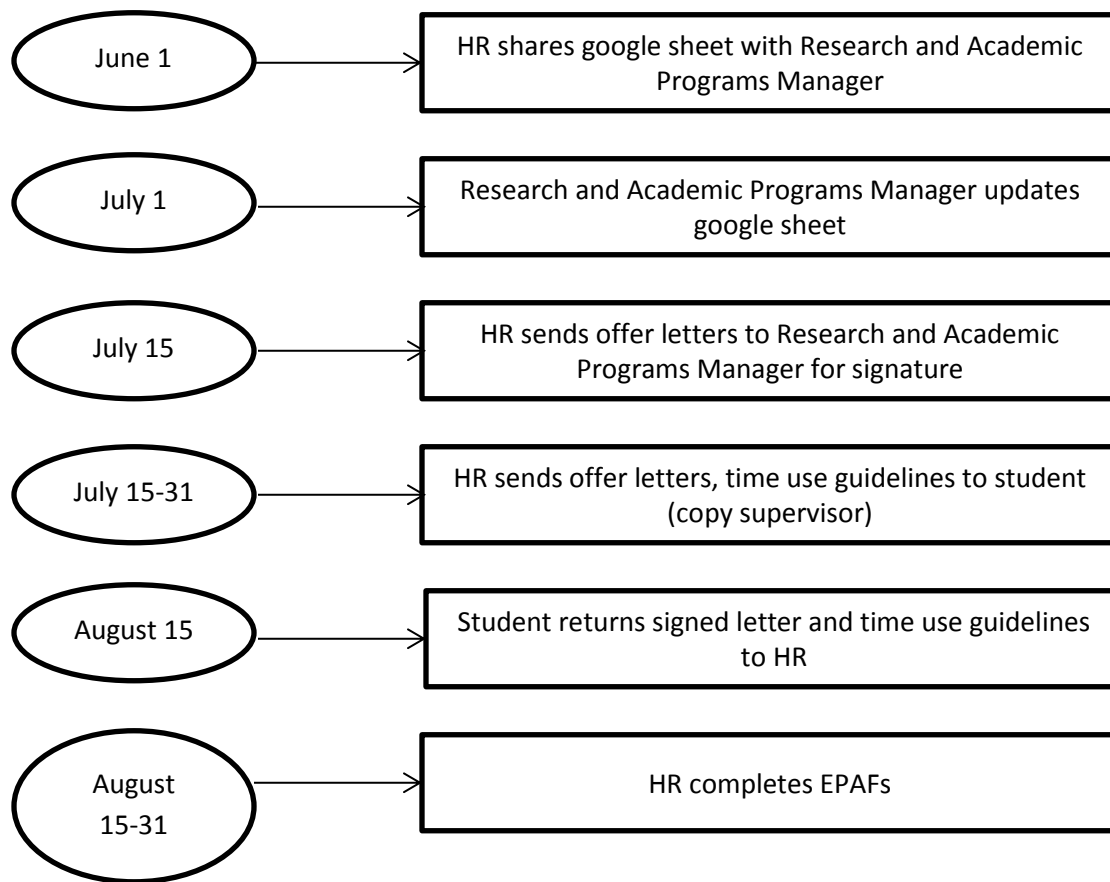 June 1
HR shares google sheet with Research and Academic
Programs Manager
July 1
Research and Academic Programs Manager updates
google sheet
July 15
HR sends offer letters to Research and Academic
Programs Manager for signature
July 15-31
HR sends offer letters, time use guidelines to student
(copy supervisor)
August 15
Student returns signed letter and time use guidelines
to HR
August
15-31
HR completes EPAFs